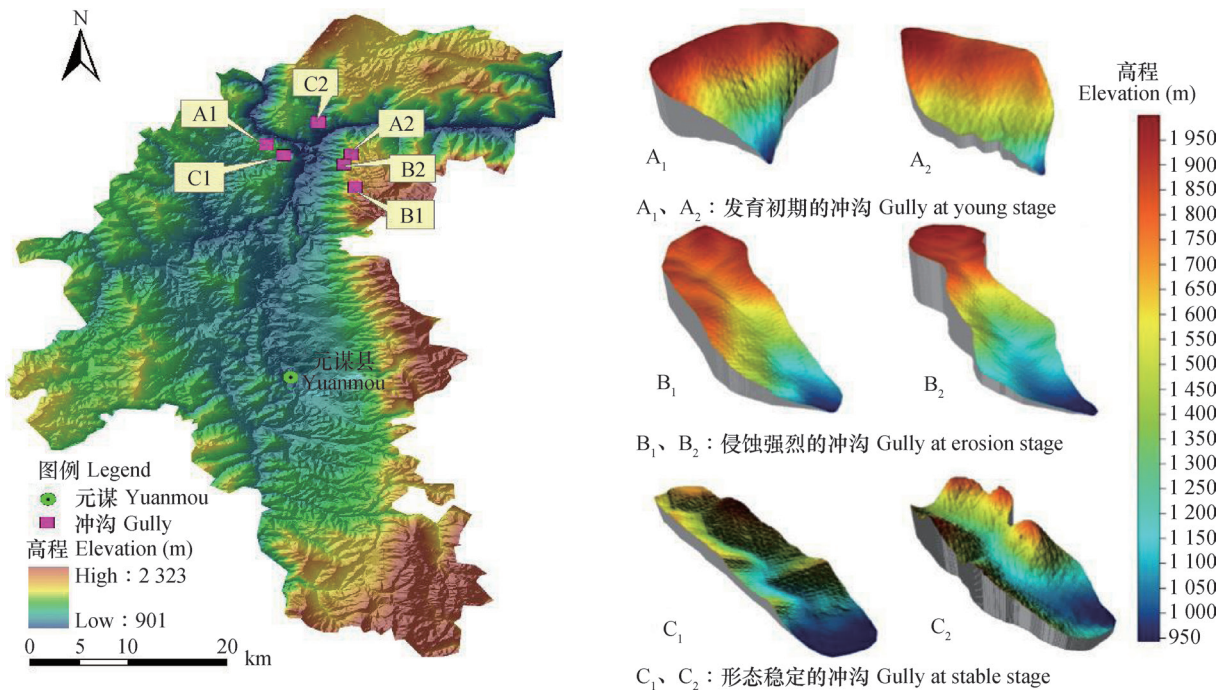 N
C2
A1
A2
C1
B2
B1
元谋县
Yuanmou
图例 Legend
元谋 Yuanmou
冲沟 Gully
高程 Elevation (m)
High：2 323
Low：901
0 5 10 20
km
高程
Elevation (m)
1 950
1 900
1 850
1 800
1 750
1 700
1 650
1 600
1 550
1 500
1 450
1 400
1 350
1 300
1 250
1 200
1 150
1 100
1 050
1 000
950
A₁
A₂
A₁、A₂：发育初期的冲沟 Gully at young stage
B₁
B₂
B₁、B₂：侵蚀强烈的冲沟 Gully at erosion stage
C₁
C₂
C₁、C₂：形态稳定的冲沟 Gully at stable stage